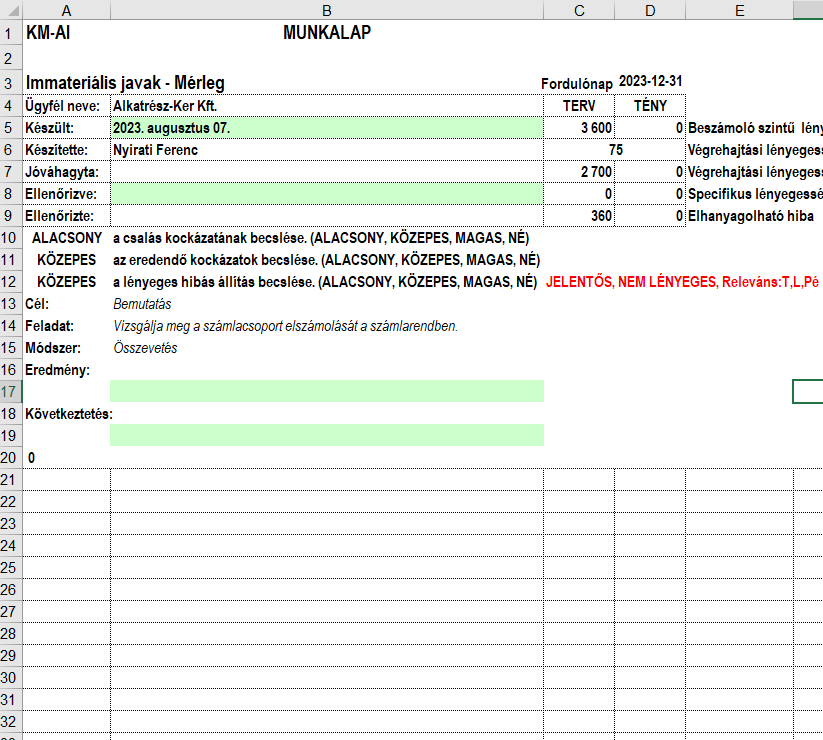 A B C D E
1 KM-AI MUNKALAP
2
3 Immateriális javak - Mérleg Fordulónap 2023-12-31
4 Ügyfél neve: Alkatrész-Ker Kft. TERV TÉNY
5 Készült: 2023. augusztus 07. 3 600 0 Beszámoló szintű lény
6 Készítette: Nyirati Ferenc 75 Végrehajtási lényegess
7 Jóváhagyta: 2 700 0 Végrehajtási lényegess
8 Ellenőrizve: 0 0 Specifikus lényegessé
9 Ellenőrizte: 360 0 Elhanyagolható hiba
10 ALACSONY a csalás kockázatának becslése. (ALACSONY, KÖZEPES, MAGAS, NÉ)
11 KÖZEPES az eredendő kockázatok becslése. (ALACSONY, KÖZEPES, MAGAS, NÉ)
12 KÖZEPES a lényeges hibás állítás becslése. (ALACSONY, KÖZEPES, MAGAS, NÉ) JELENTŐS, NEM LÉNYEGES, Releváns:T,L,Pé
13 Cél: Bemutatás
14 Feladat: Vizsgálja meg a számlacsoport elszámolását a számlarendben.
15 Módszer: Összevetés
16 Eredmény:
17
18 Következtetés:
19
20 0
21
22
23
24
25
26
27
28
29
30
31
32